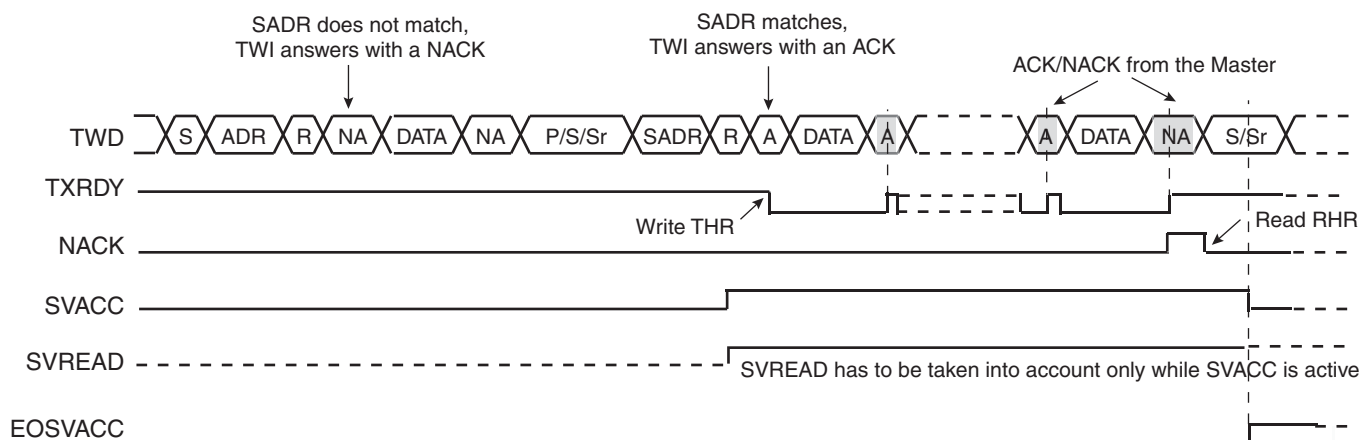 SADR does not match,
TWI answers with a NACK
SADR matches,
TWI answers with an ACK
ACK/NACK from the Master
TWD S ADR R NA DATA NA P/S/Sr SADR R A DATA A A DATA NA S/Sr
TXRDY
Write THR
Read RHR
NACK
SVACC
SVREAD
SVREAD has to be taken into account only while SVACC is active
EOSVACC